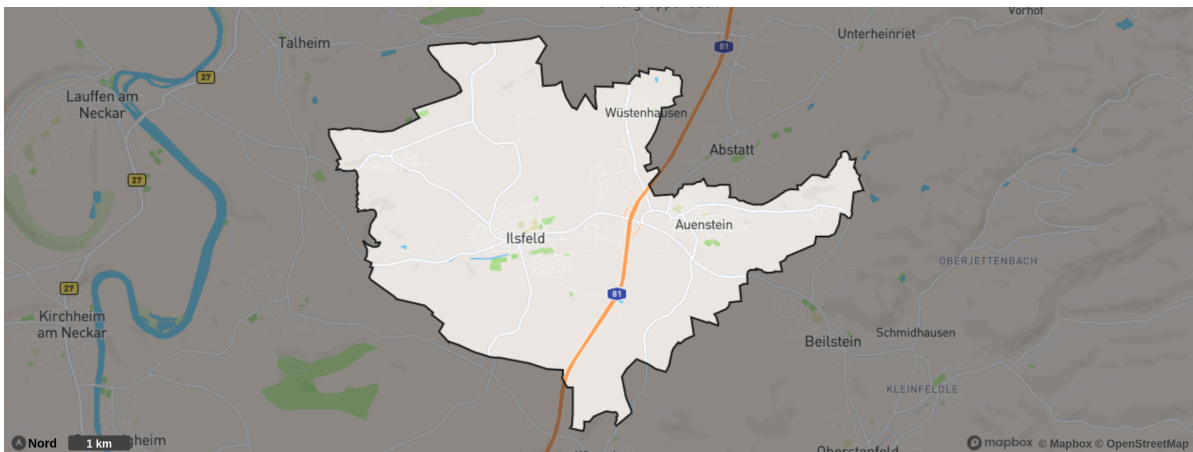 Vorhof
Unterheinriet
81
Talheim
27
Lauffen am
Neckar
Wüstenhausen
Abstatt
27
Auenstein
Ilsfeld
OBERJETTENBACH
27
81
Kirchheim
am Neckar
Schmidhausen
Beilstein
KLEINFEDLE
Nord
1 km
mapbox © Mapbox © OpenStreetMap